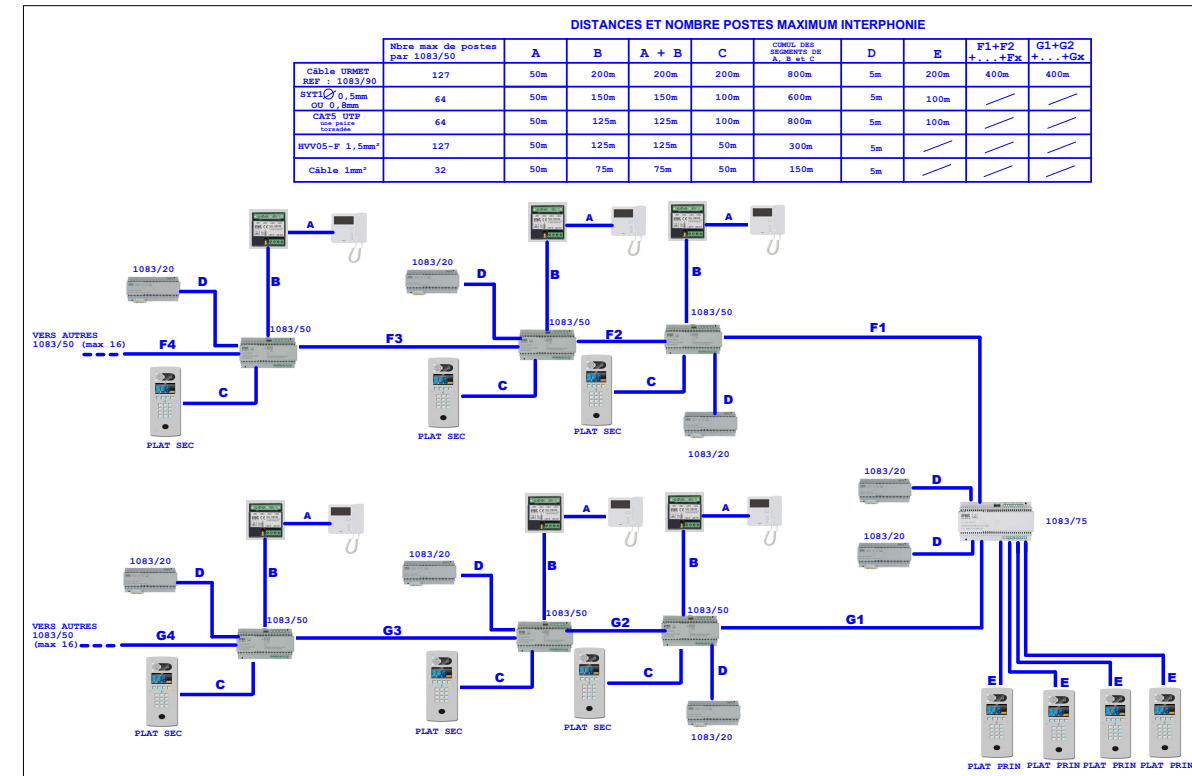 DISTANCES ET NOMBRE POSTES MAXIMUM INTERPHONIE
Nbre max de postes par 1083/50 A B A + B C CUMUL DES SEGMENTS DE A, B et C D E F1+F2+...+Fx G1+G2+...+Gx
Câble URMET REF : 1083/90 127 50m 200m 200m 200m 800m 5m 200m 400m 400m
SYT1 Ø 0,5mm OU 0,8mm 64 50m 150m 150m 100m 600m 5m 100m
CAT5 UTP une paire torsadée 64 50m 125m 125m 100m 800m 5m 100m
HVV05-F 1,5mm² 127 50m 125m 125m 50m 300m 5m
Câble 1mm² 32 50m 75m 75m 50m 150m 5m
A A A
1083/20 1083/20
D B D B B
1083/50 1083/50 1083/50
VERS AUTRES
1083/50 (max 16)
F4 F3 F2 F1
C C C D
PLAT SEC PLAT SEC PLAT SEC
1083/20
1083/20
D
1083/75
1083/20
D
A A A
1083/20 1083/20
D B D B B
1083/50 1083/50 1083/50
VERS AUTRES
1083/50
(max 16)
G4 G3 G2 G1
C C C D
PLAT SEC PLAT SEC PLAT SEC
1083/20
E E E E
PLAT PRIN PLAT PRIN PLAT PRIN PLAT PRIN